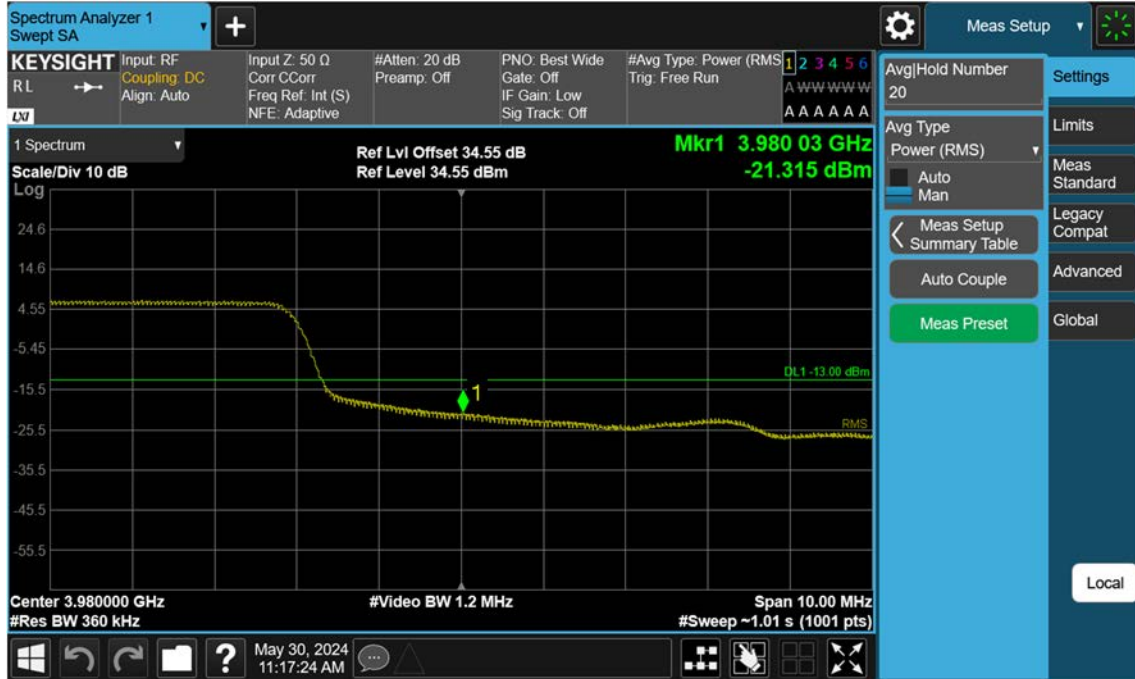 Spectrum Analyzer 1
Swept SA
Meas Setup
KEYSIGHT
R L
LXI
Input: RF
Coupling: DC
Align: Auto
Input Z: 50 Ω
Corr CCorr
Freq Ref: Int (S)
NFE: Adaptive
#Atten: 20 dB
Preamp: Off
PNO: Best Wide
Gate: Off
IF Gain: Low
Sig Track: Off
#Avg Type: Power (RMS
Trig: Free Run
1 2 3 4 5 6
A W W W W W
A A A A A A
1 Spectrum
Scale/Div 10 dB
Ref Lvl Offset 34.55 dB
Ref Level 34.55 dBm
Mkr1 3.980 03 GHz
-21.315 dBm
Log
24.6
14.6
4.55
-5.45
-15.5
-25.5
-35.5
-45.5
-55.5
DL1 -13.00 dBm
1
RMS
Center 3.980000 GHz
#Res BW 360 kHz
#Video BW 1.2 MHz
Span 10.00 MHz
#Sweep ~1.01 s (1001 pts)
Avg|Hold Number
20
Avg Type
Power (RMS)
Auto
Man
Meas Setup
Summary Table
Auto Couple
Meas Preset
Settings
Limits
Meas
Standard
Legacy
Compat
Advanced
Global
Local
?
May 30, 2024
11:17:24 AM